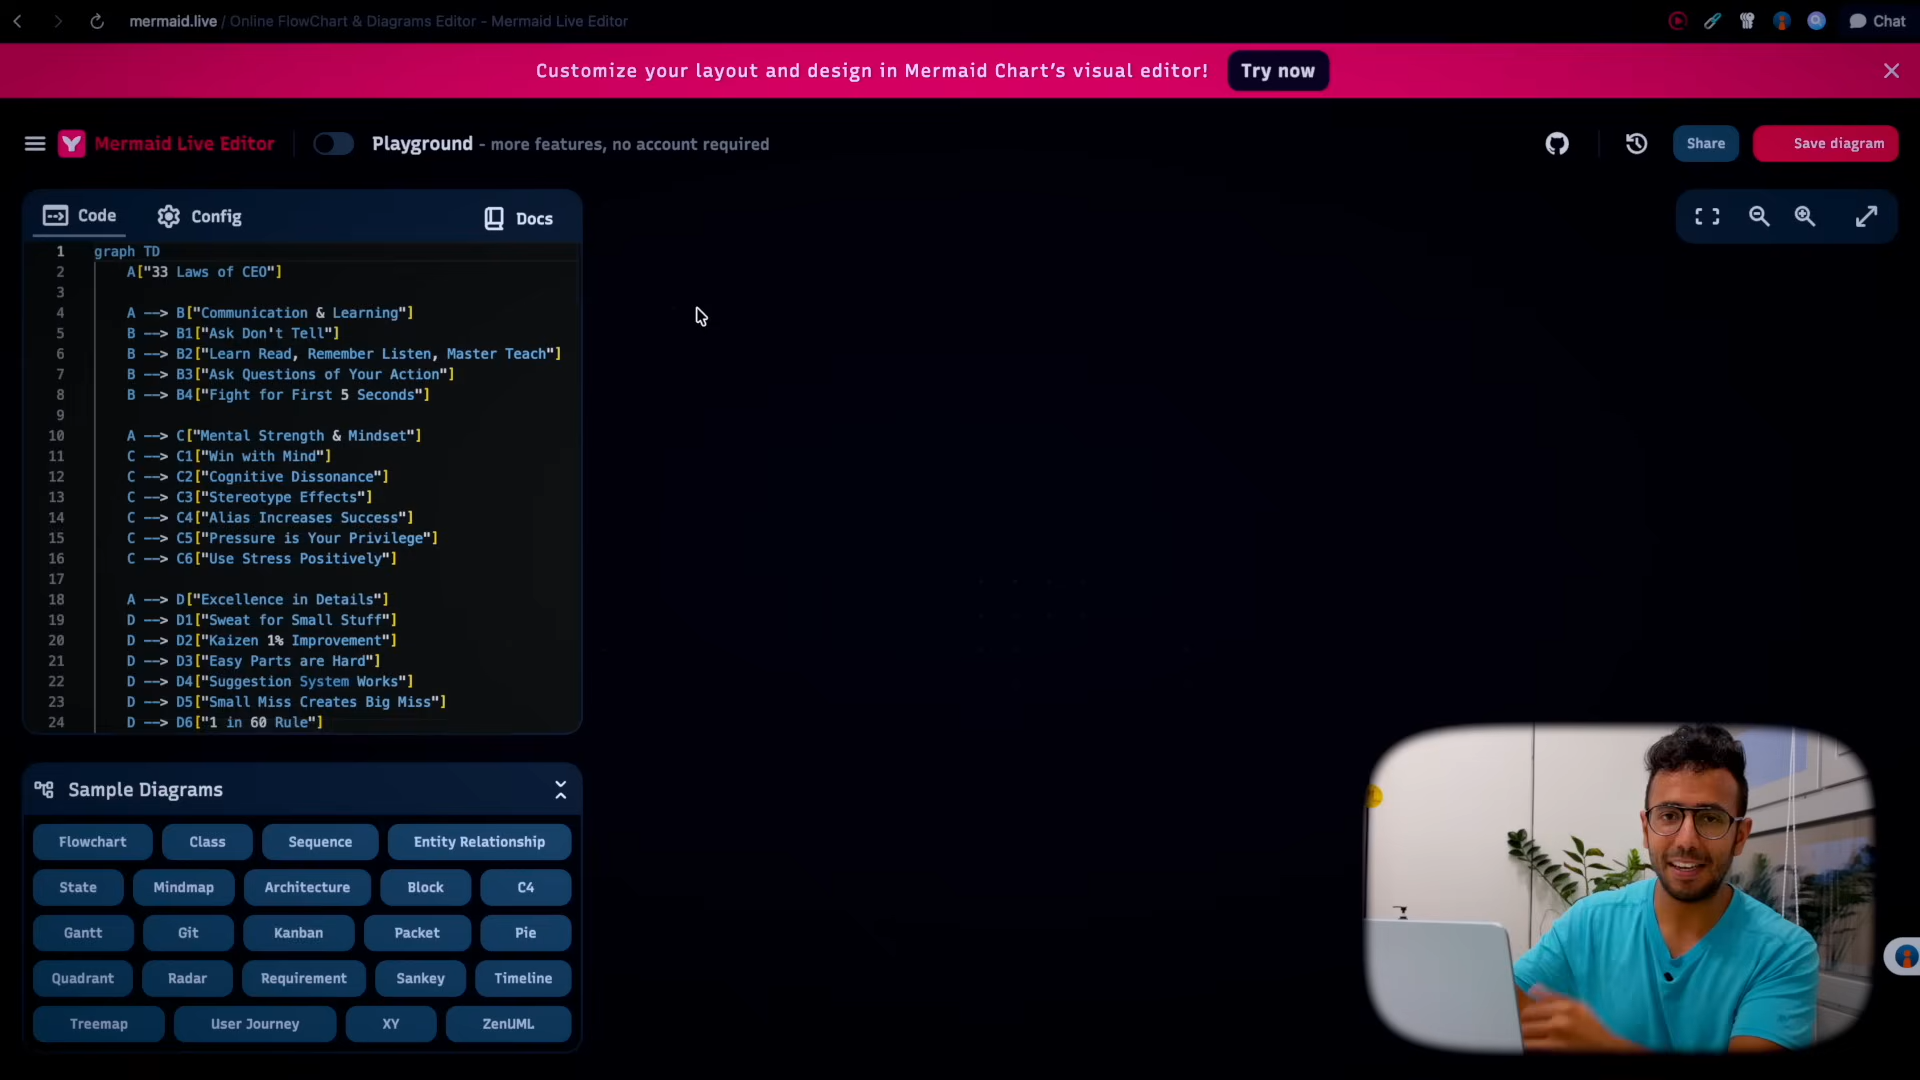 mermaid.live / Online FlowChart & Diagrams Editor - Mermaid Live Editor
Chat
Customize your layout and design in Mermaid Chart's visual editor!
Try now
Mermaid Live Editor
Playground - more features, no account required
Share
Save diagram
Code
Config
Docs
1 graph TD
2 A["33 Laws of CEO"]
3
4 A —> B["Communication & Learning"]
5 B —> B1["Ask Don't Tell"]
6 B —> B2["Learn Read, Remember Listen, Master Teach"]
7 B —> B3["Ask Questions of Your Action"]
8 B —> B4["Fight for First 5 Seconds"]
9
10 A —> C["Mental Strength & Mindset"]
11 C —> C1["Win with Mind"]
12 C —> C2["Cognitive Dissonance"]
13 C —> C3["Stereotype Effects"]
14 C —> C4["Alias Increases Success"]
15 C —> C5["Pressure is Your Privilege"]
16 C —> C6["Use Stress Positively"]
17
18 A —> D["Excellence in Details"]
19 D —> D1["Sweat for Small Stuff"]
20 D —> D2["Kaizen 1% Improvement"]
21 D —> D3["Easy Parts are Hard"]
22 D —> D4["Suggestion System Works"]
23 D —> D5["Small Miss Creates Big Miss"]
24 D —> D6["1 in 60 Rule"]
Sample Diagrams
Flowchart Class Sequence Entity Relationship
State Mindmap Architecture Block C4
Gantt Git Kanban Packet Pie
Quadrant Radar Requirement Sankey Timeline
Treemap User Journey XY ZenUML